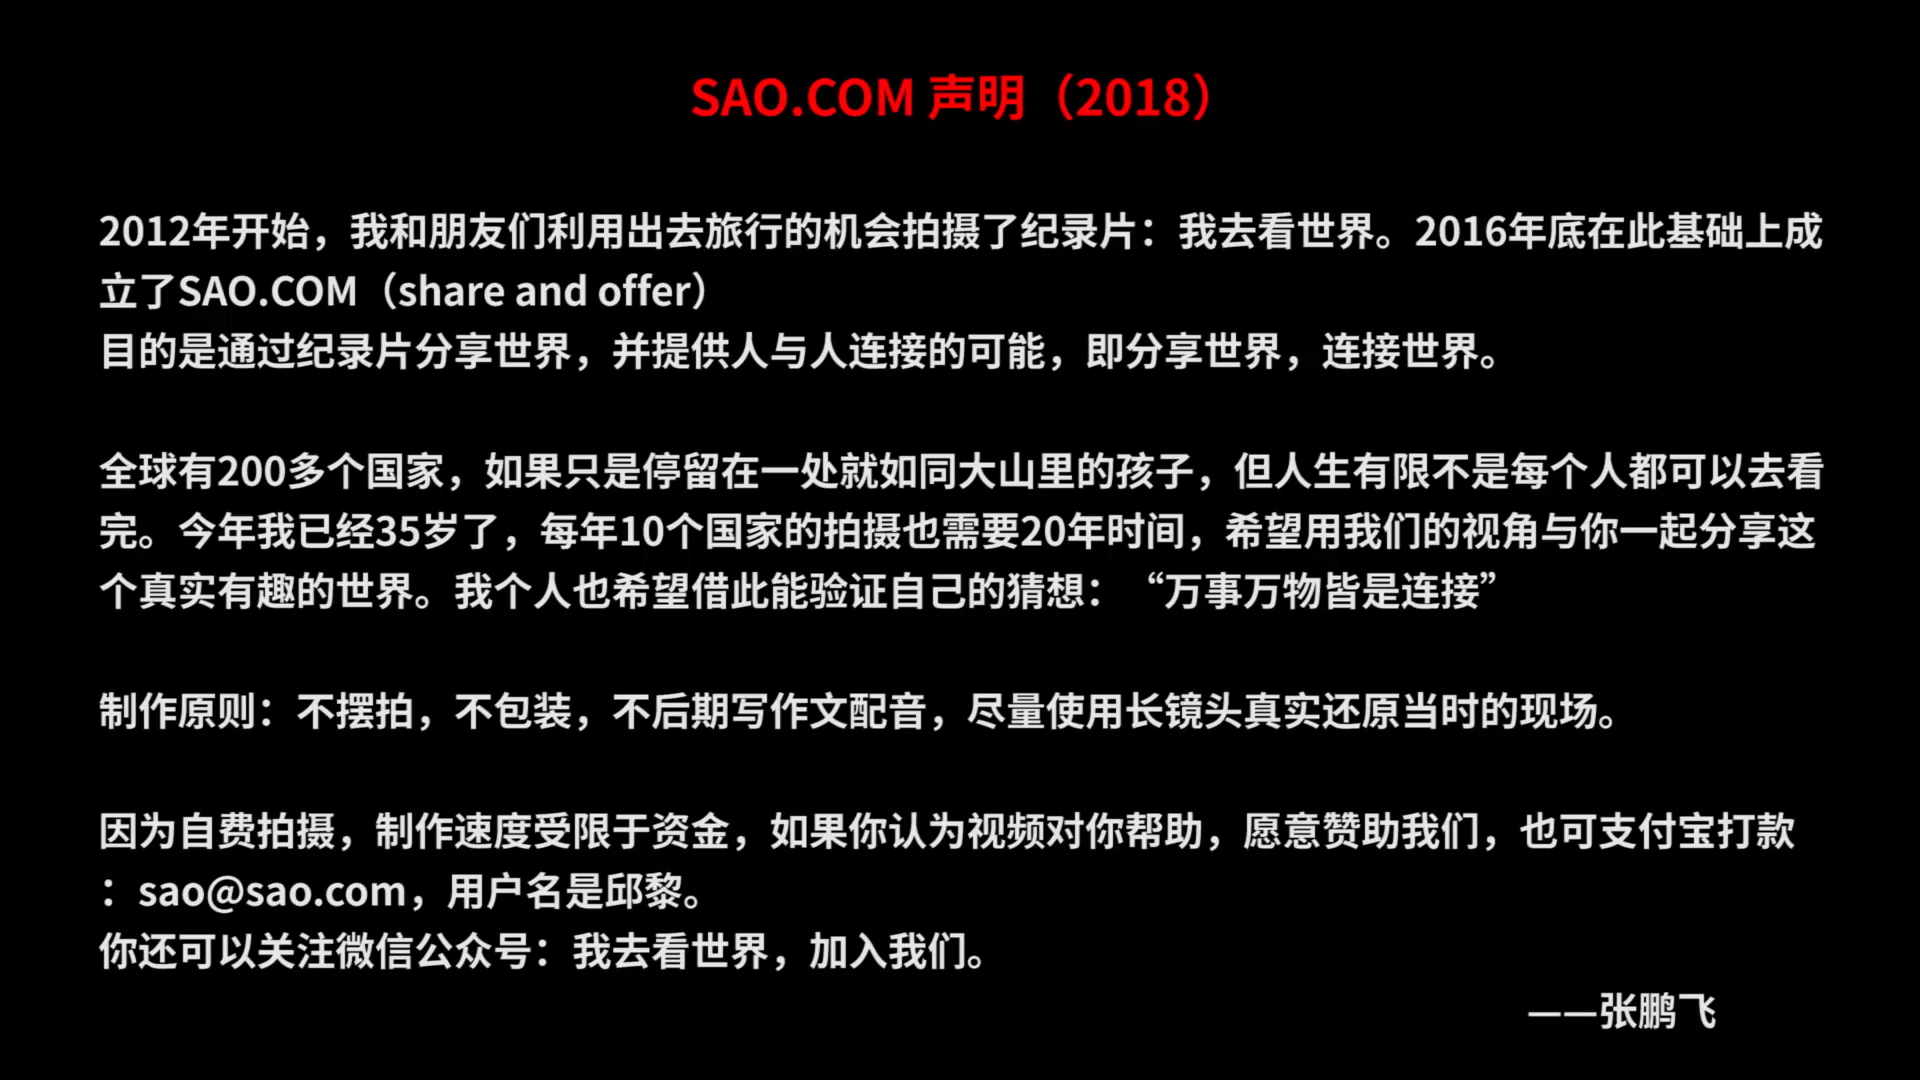 SAO.COM 声明（2018）
2012年开始，我和朋友们利用出去旅行的机会拍摄了纪录片：我去看世界。2016年底在此基础上成
立了SAO.COM（share and offer）
目的是通过纪录片分享世界，并提供人与人连接的可能，即分享世界，连接世界。
全球有200多个国家，如果只是停留在一处就如同大山里的孩子，但人生有限不是每个人都可以去看
完。今年我已经35岁了，每年10个国家的拍摄也需要20年时间，希望用我们的视角与你一起分享这
个真实有趣的世界。我个人也希望借此能验证自己的猜想：“万事万物皆是连接”
制作原则：不摆拍，不包装，不后期写作文配音，尽量使用长镜头真实还原当时的现场。
因为自费拍摄，制作速度受限于资金，如果你认为视频对你帮助，愿意赞助我们，也可支付宝打款
：sao@sao.com，用户名是邱黎。
你还可以关注微信公众号：我去看世界，加入我们。
——张鹏飞